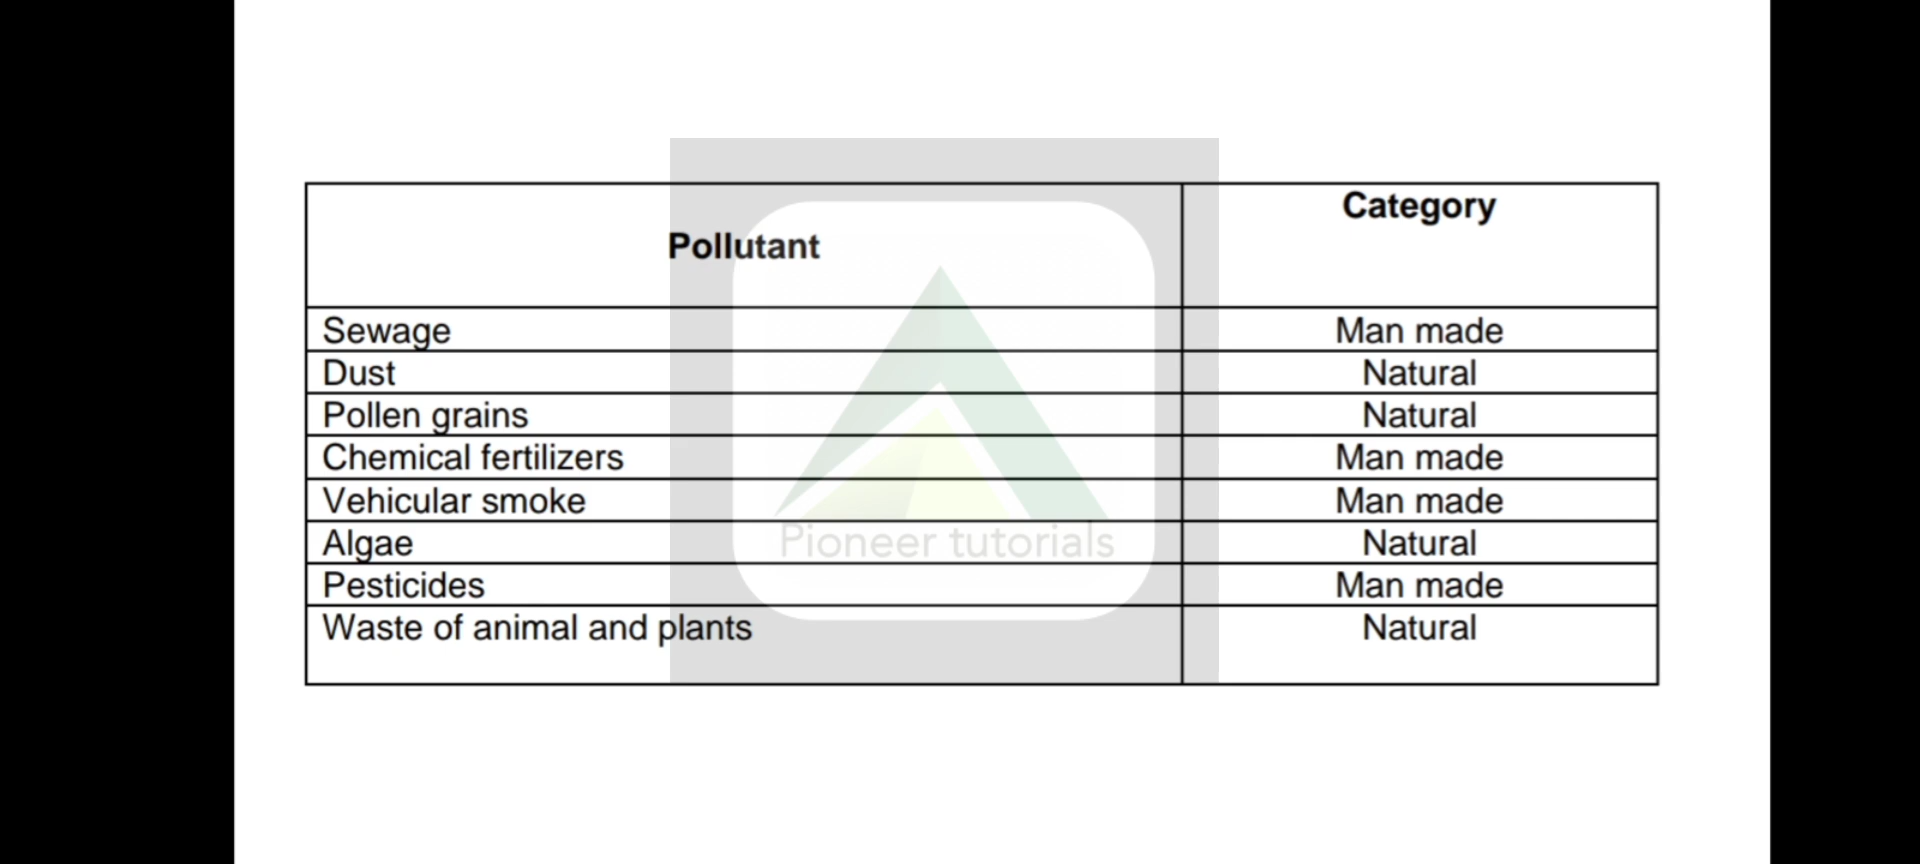 Pollutant Category
Sewage Man made
Dust Natural
Pollen grains Natural
Chemical fertilizers Man made
Vehicular smoke Man made
Algae Natural
Pioneer tutorials
Pesticides Man made
Waste of animal and plants Natural